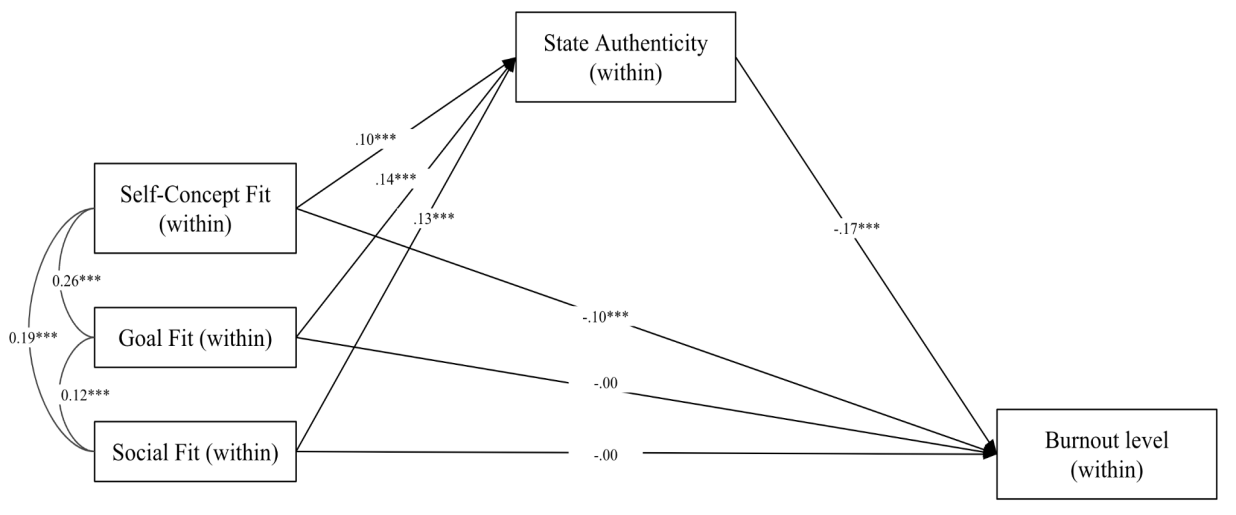 State Authenticity
(within)
.10***
Self-Concept Fit
(within)
.14***
.13***
-.17***
0.26***
-.10***
Goal Fit (within)
0.19***
-.00
0.12***
Social Fit (within)
-.00
Burnout level
(within)